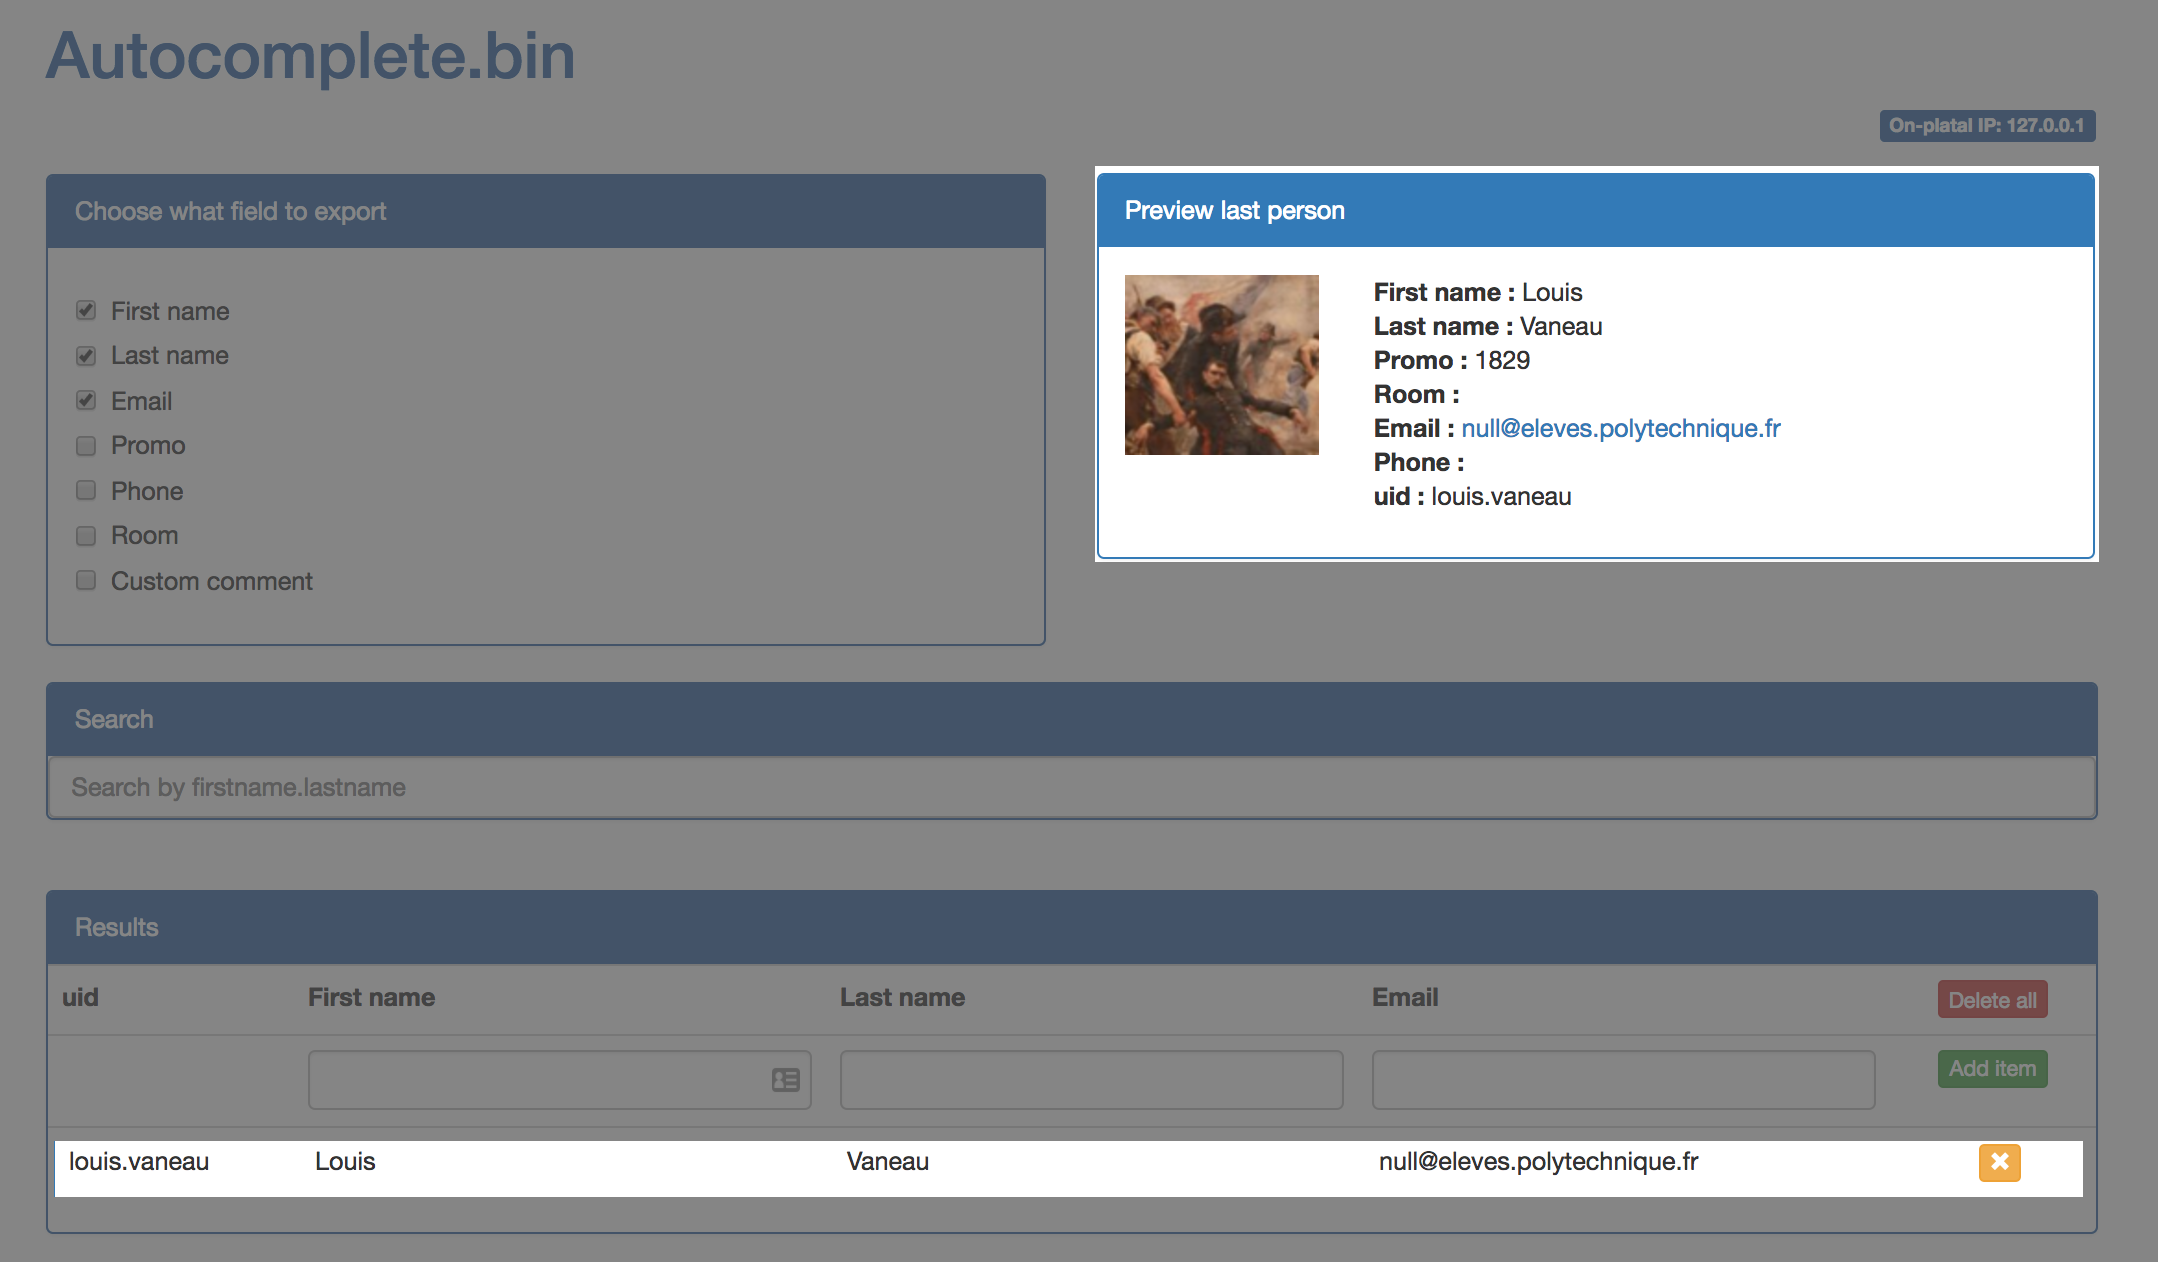 Autocomplete.bin
On-platal IP: 127.0.0.1
Choose what field to export
First name
Last name
Email
Promo
Phone
Room
Custom comment
Preview last person
First name : Louis
Last name : Vaneau
Promo : 1829
Room :
Email : null@eleves.polytechnique.fr
Phone :
uid : louis.vaneau
Search
Search by firstname.lastname
Results
uid First name Last name Email Delete all
Add item
louis.vaneau Louis Vaneau null@eleves.polytechnique.fr